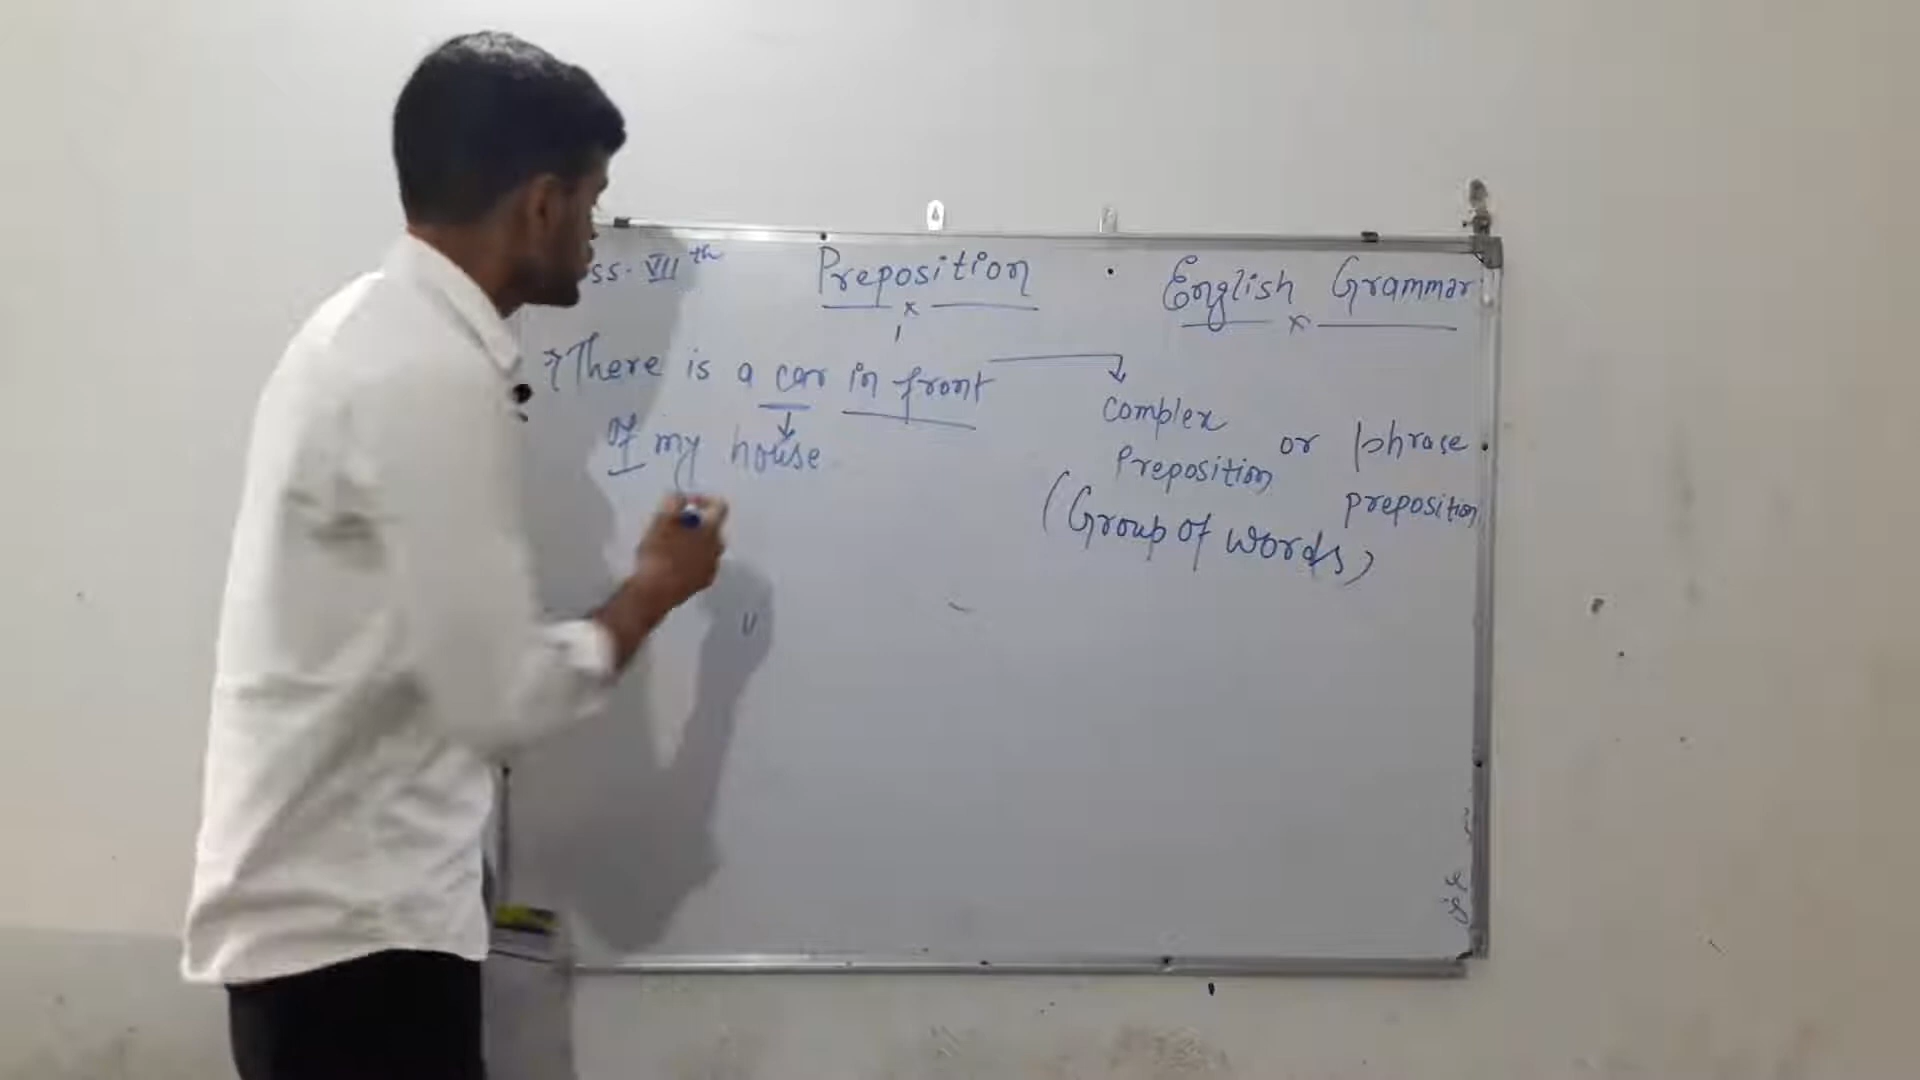 ss. VII th
Preposition
English Grammar
There is a car in front
of my house
complex
Preposition
or phrase
preposition
(Group of words)